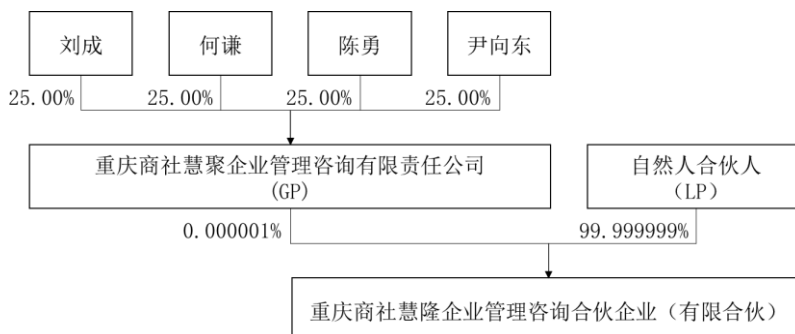 刘成
何谦
陈勇
尹向东
25.00%
25.00%
25.00%
25.00%
重庆商社慧聚企业管理咨询有限责任公司
(GP)
自然人合伙人
（LP）
0.000001%
99.999999%
重庆商社慧隆企业管理咨询合伙企业（有限合伙）